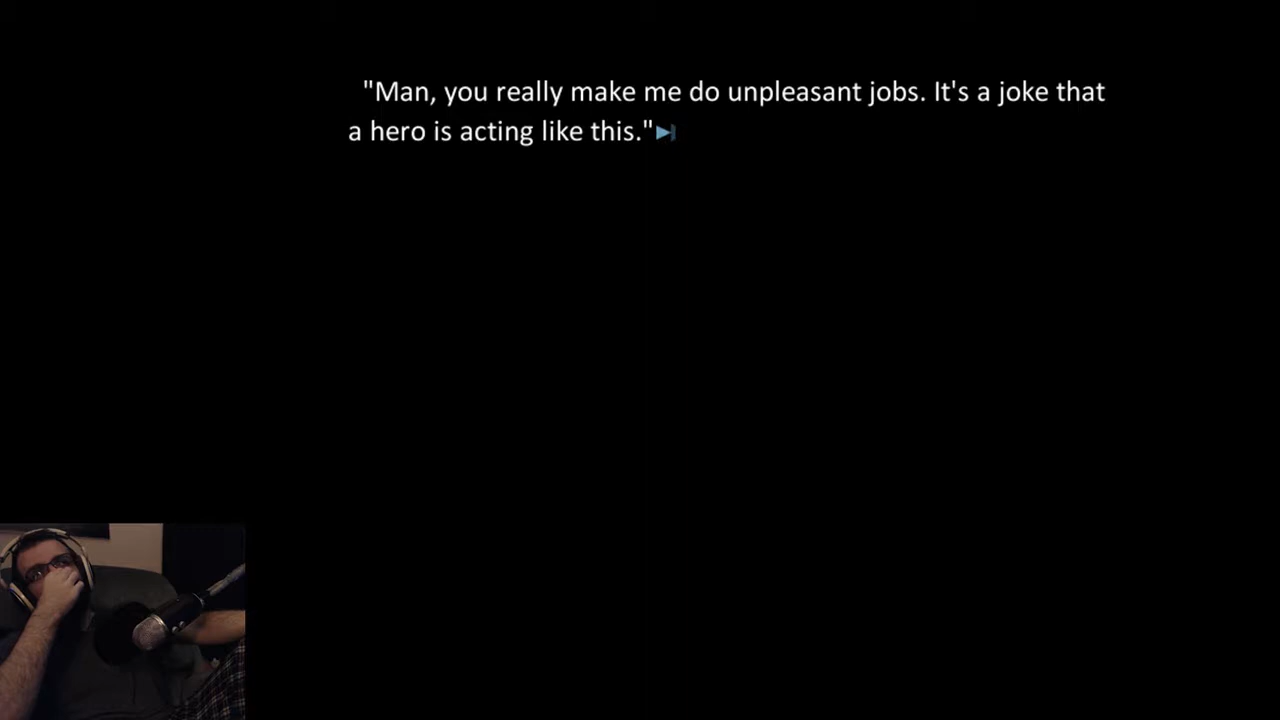 "Man, you really make me do unpleasant jobs. It's a joke that
a hero is acting like this."